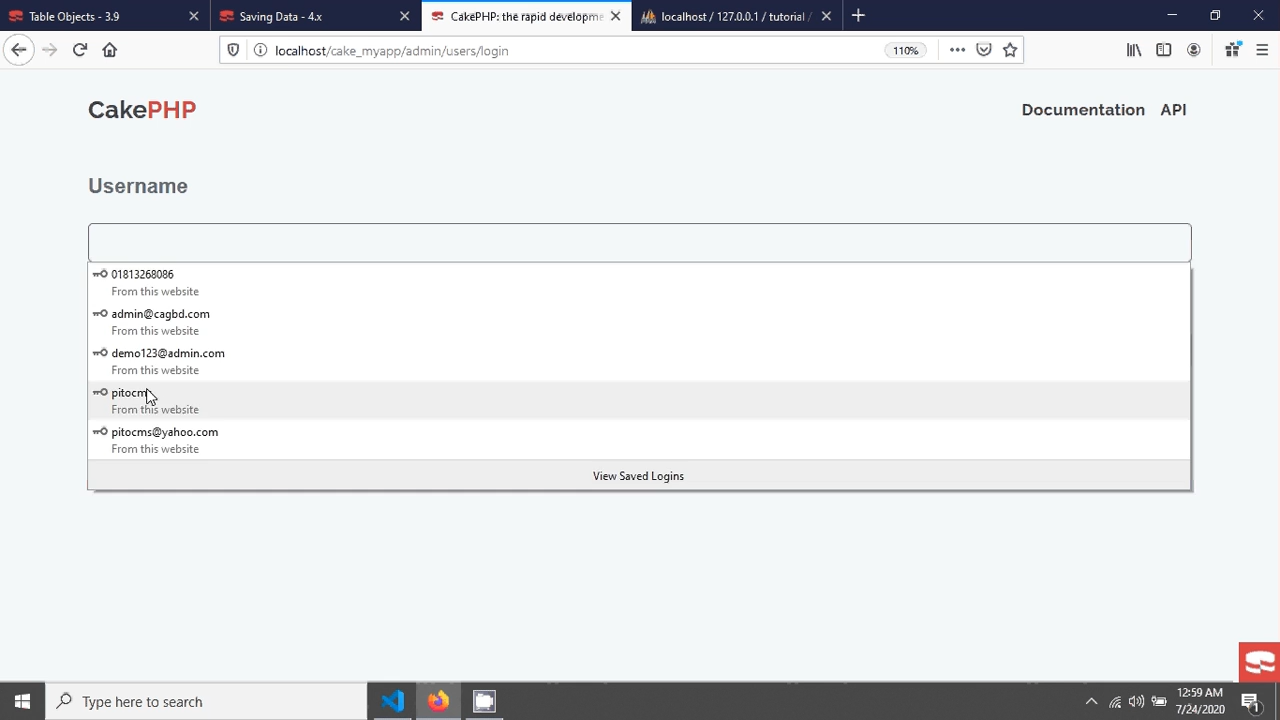 Table Objects - 3.9
Saving Data - 4.x
CakePHP: the rapid developme
localhost / 127.0.0.1 / tutorial /
localhost/cake_myapp/admin/users/login
110%
CakePHP
Documentation API
Username
01813268086
From this website
admin@cagbd.com
From this website
demo123@admin.com
From this website
pitocm
From this website
pitocms@yahoo.com
From this website
View Saved Logins
Type here to search
12:59 AM
7/24/2020
1